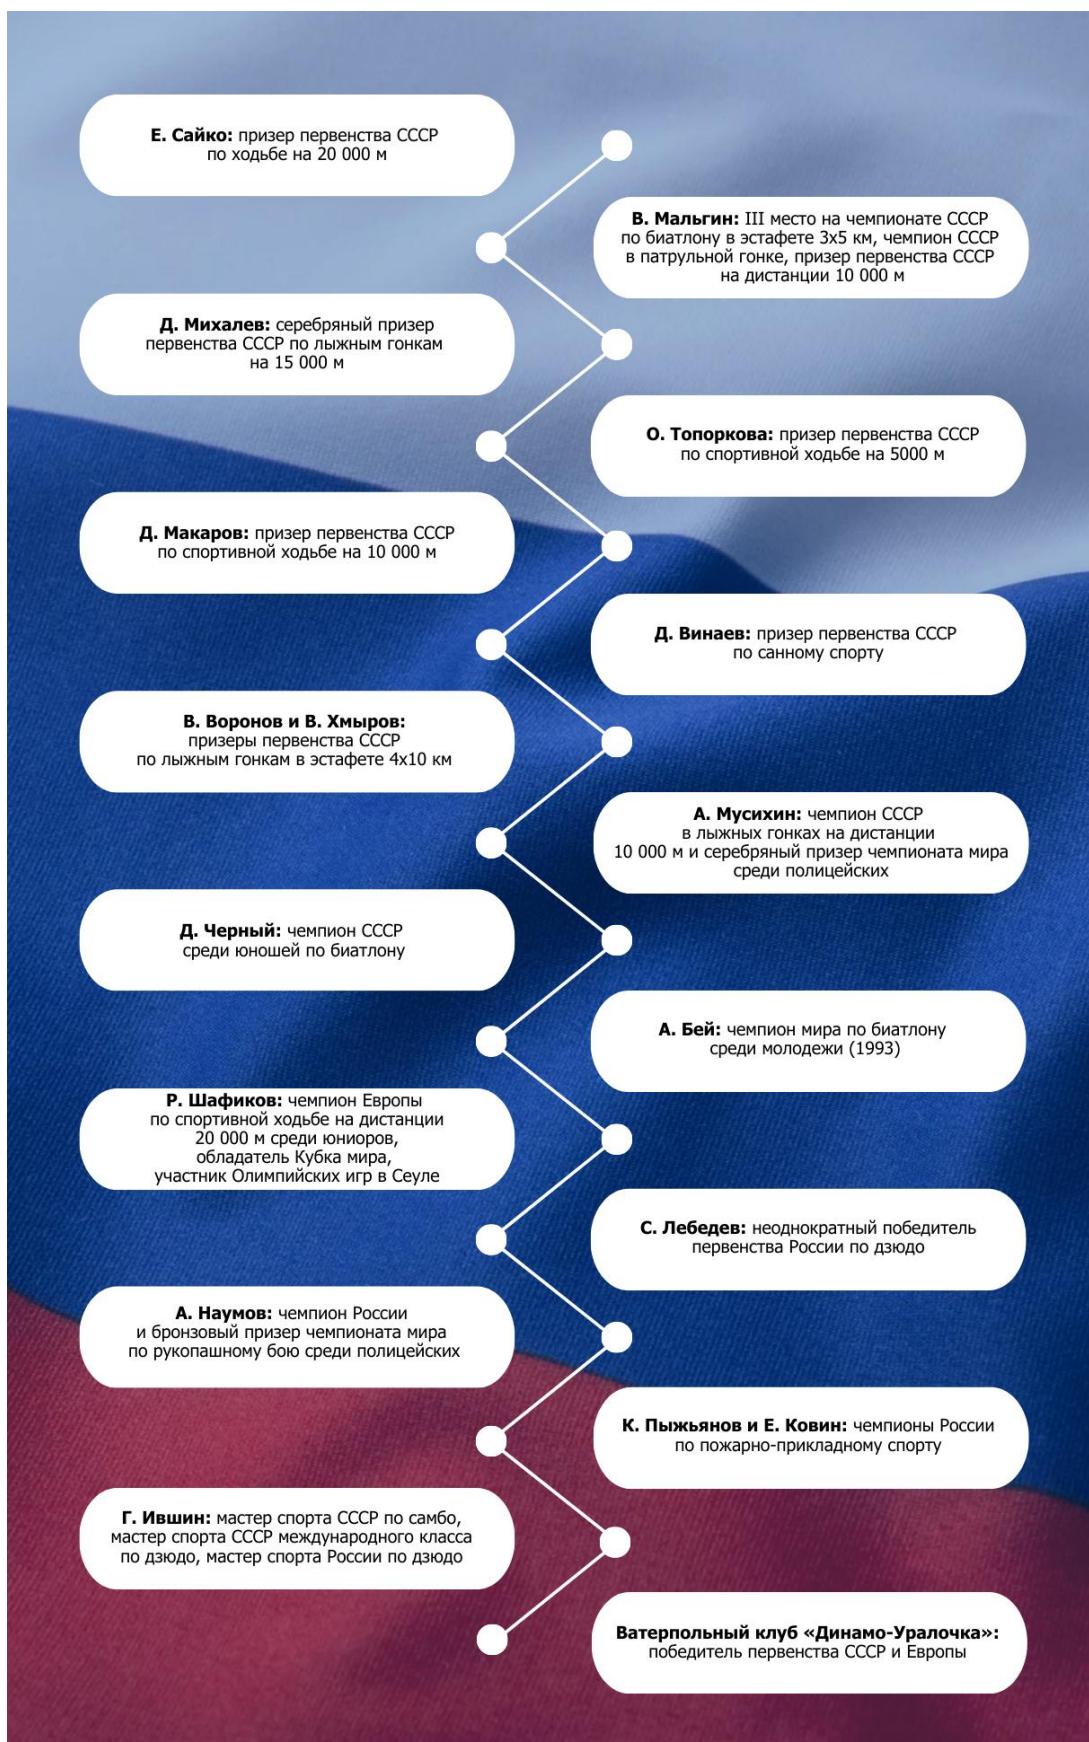 Е. Сайко: призер первенства СССР
по ходьбе на 20 000 м
В. Мальгин: III место на чемпионате СССР
по биатлону в эстафете 3х5 км, чемпион СССР
в патрульной гонке, призер первенства СССР
на дистанции 10 000 м
Д. Михалев: серебряный призер
первенства СССР по лыжным гонкам
на 15 000 м
О. Топоркова: призер первенства СССР
по спортивной ходьбе на 5000 м
Д. Макаров: призер первенства СССР
по спортивной ходьбе на 10 000 м
Д. Винаев: призер первенства СССР
по санному спорту
В. Воронов и В. Хмыров:
призеры первенства СССР
по лыжным гонкам в эстафете 4х10 км
А. Мусихин: чемпион СССР
в лыжных гонках на дистанции
10 000 м и серебряный призер чемпионата мира
среди полицейских
Д. Черный: чемпион СССР
среди юношей по биатлону
А. Бей: чемпион мира по биатлону
среди молодежи (1993)
Р. Шафиков: чемпион Европы
по спортивной ходьбе на дистанции
20 000 м среди юниоров,
обладатель Кубка мира,
участник Олимпийских игр в Сеуле
С. Лебедев: неоднократный победитель
первенства России по дзюдо
А. Наумов: чемпион России
и бронзовый призер чемпионата мира
по рукопашному бою среди полицейских
К. Пыжьянов и Е. Ковин: чемпионы России
по пожарно-прикладному спорту
Г. Ившин: мастер спорта СССР по самбо,
мастер спорта СССР международного класса
по дзюдо, мастер спорта России по дзюдо
Ватерпольный клуб «Динамо-Уралочка»:
победитель первенства СССР и Европы